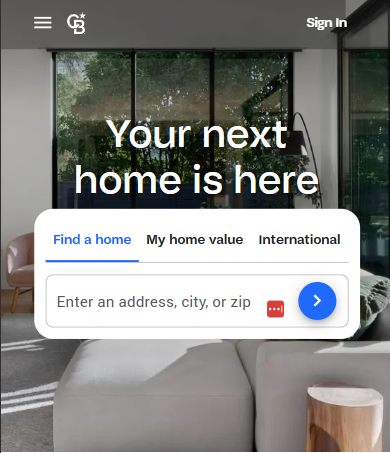 CB
Sign In
Your next
home is here
Find a home My home value International
Enter an address, city, or zip